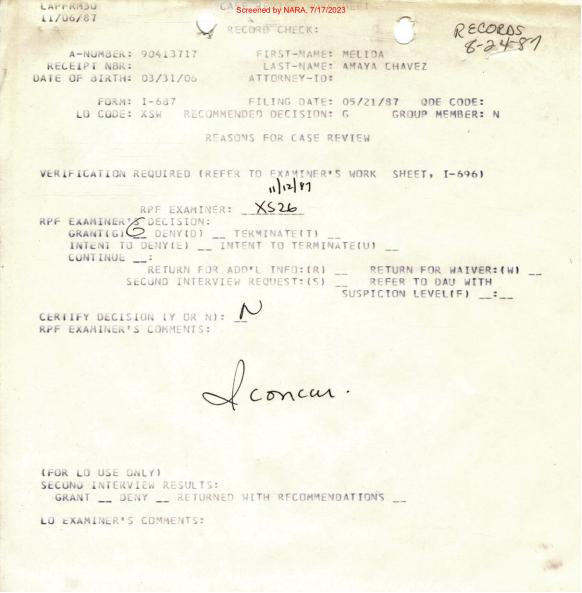 LAPFRM30
Screened by NARA, 7/17/2023
11/06/87
RECORD CHECK:
RECORDS
8-24-87
A-NUMBER: 90413717 FIRST-NAME: MELIDA
RECEIPT NBR: LAST-NAME: AMAYA CHAVEZ
DATE OF BIRTH: 03/31/06 ATTORNEY-ID:
FORM: I-687 FILING DATE: 05/21/87 QDE CODE:
LO CODE: XSW RECOMMENDED DECISION: G GROUP MEMBER: N
REASONS FOR CASE REVIEW
VERIFICATION REQUIRED (REFER TO EXAMINER'S WORK SHEET, I-696)
11/12/87
RPF EXAMINER: XS26
RPF EXAMINER'S DECISION:
GRANT(G) G DENY(D) __ TERMINATE(T) __
INTENT TO DENY(E) __ INTENT TO TERMINATE(U) __
CONTINUE __:
RETURN FOR ADD'L INFO:(R) __ RETURN FOR WAIVER:(W) __
SECOND INTERVIEW REQUEST:(S) __ REFER TO DAU WITH
SUSPICION LEVEL(F) __:__
CERTIFY DECISION (Y OR N): N
RPF EXAMINER'S COMMENTS:
I concur.
(FOR LO USE ONLY)
SECOND INTERVIEW RESULTS:
GRANT __ DENY __ RETURNED WITH RECOMMENDATIONS __
LO EXAMINER'S COMMENTS: